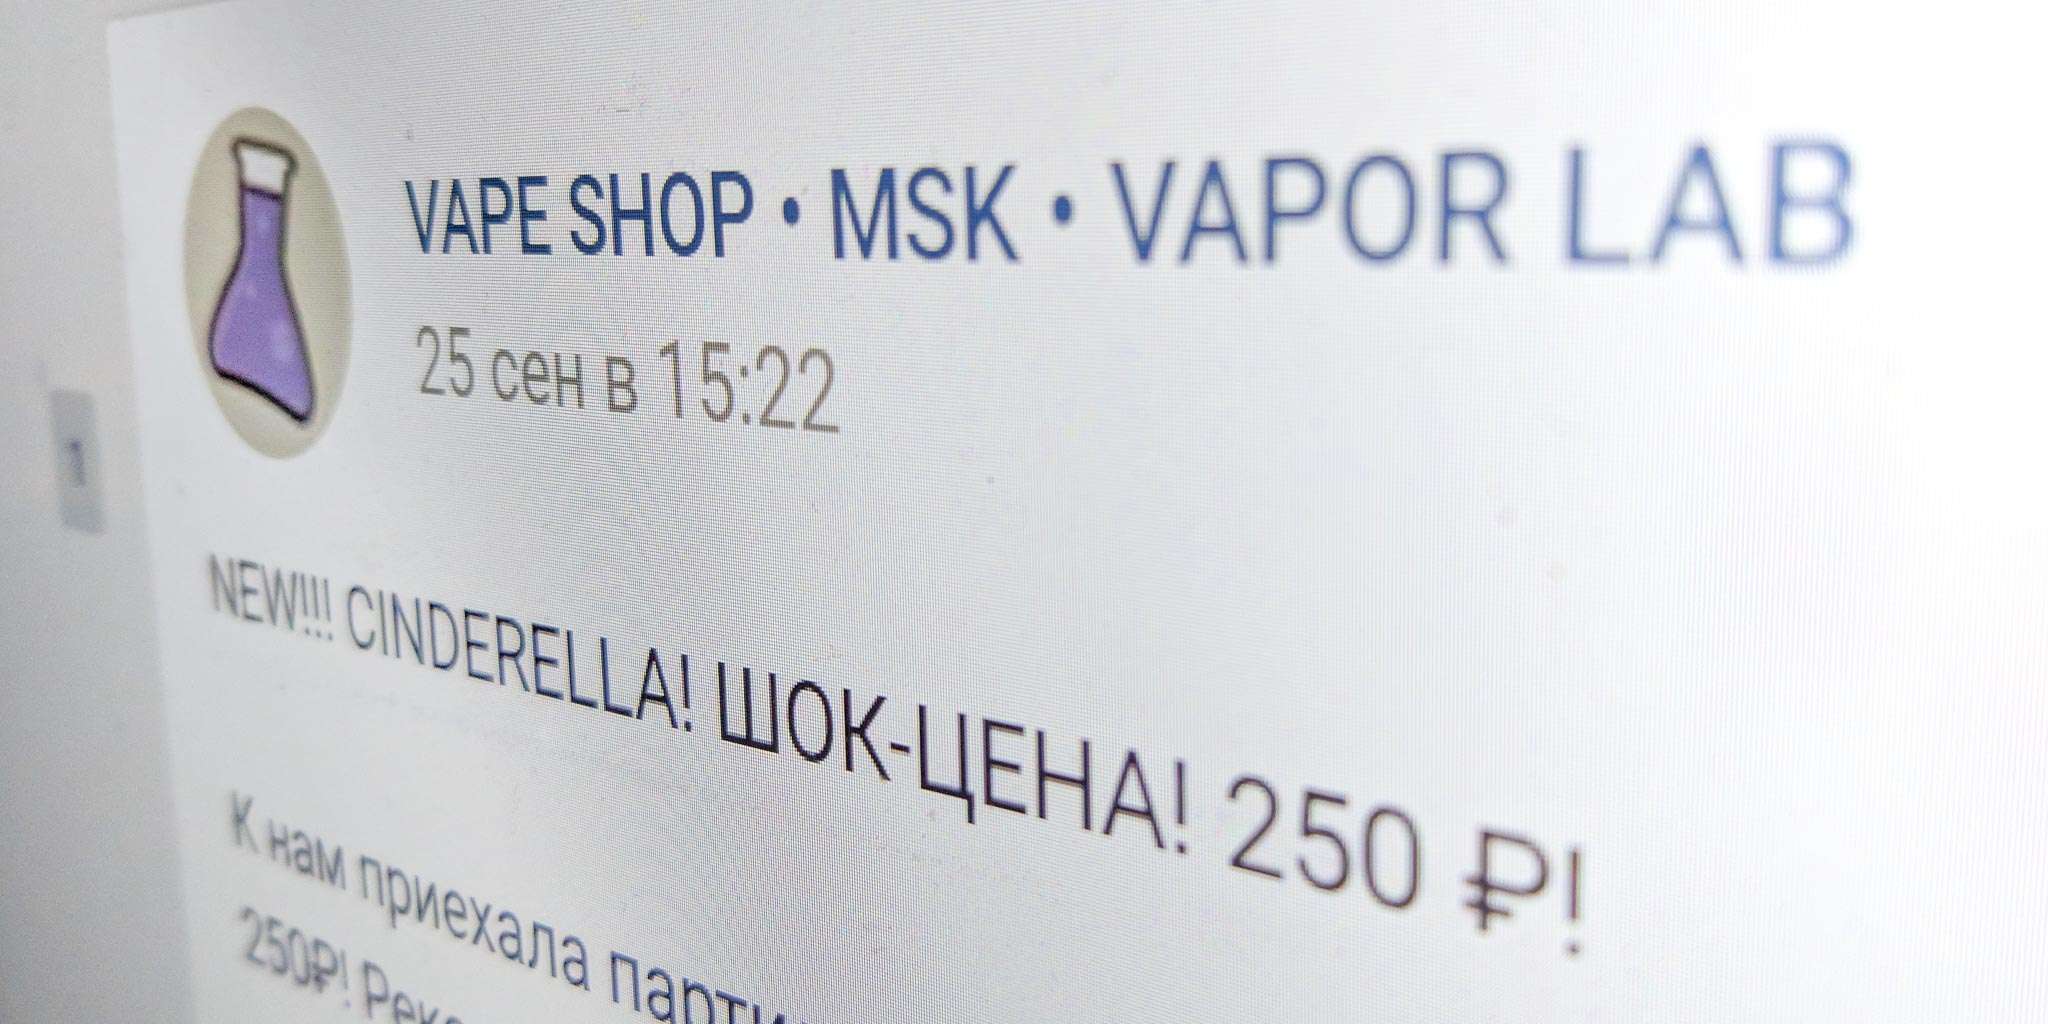 VAPE SHOP • MSK • VAPOR LAB
25 сен в 15:22
NEW!!! CINDERELLA! ШОК-ЦЕНА! 250 ₽!
К нам приехала
250₽!